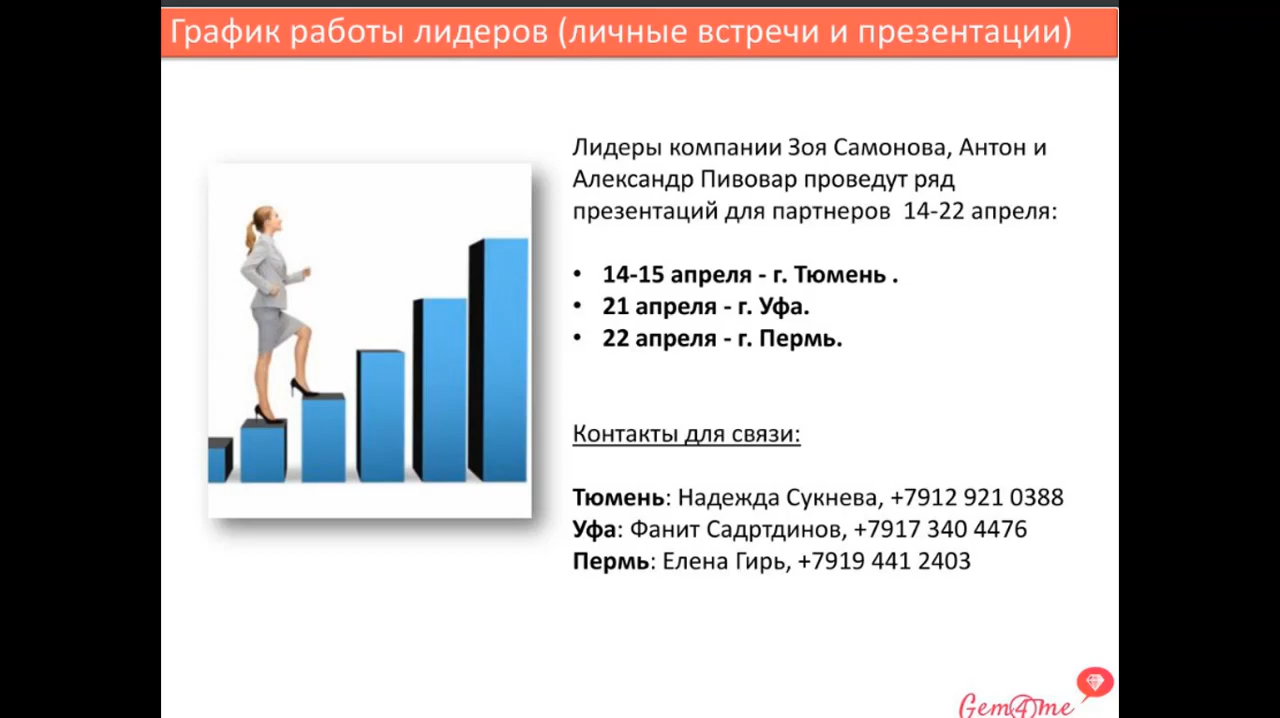 График работы лидеров (личные встречи и презентации)
Лидеры компании Зоя Самонова, Антон и
Александр Пивовар проведут ряд
презентаций для партнеров  14-22 апреля:
• 14-15 апреля - г. Тюмень .
• 21 апреля - г. Уфа.
• 22 апреля - г. Пермь.
Контакты для связи:
Тюмень: Надежда Сукнева, +7912 921 0388
Уфа: Фанит Садртдинов, +7917 340 4476
Пермь: Елена Гирь, +7919 441 2403
Gem4me